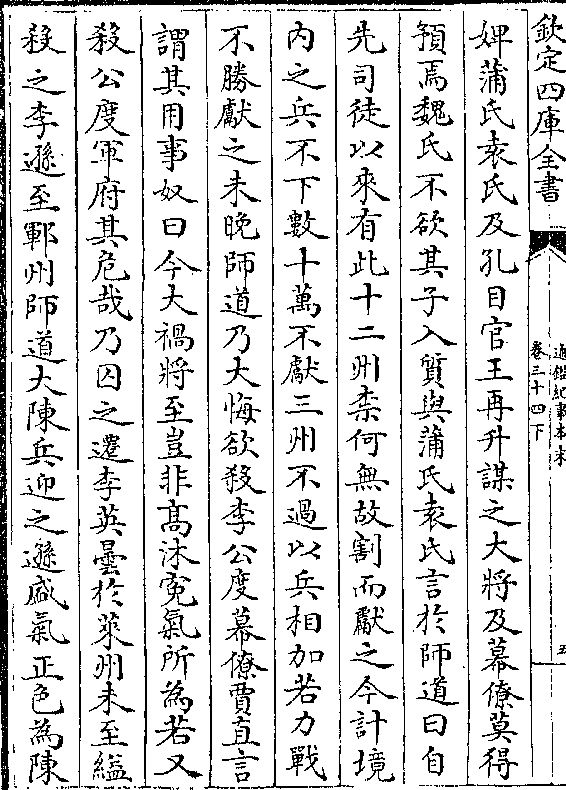 欽定四庫全書
通鑑紀事本末
卷三十四下
五
婢蒲氏袁氏及孔目官王再升謀之大將及幕僚莫得
預焉魏氏不欲其子入質與蒲氏袁氏言於師道曰自
先司徒以來有此十二州柰何無故割而獻之今計境
内之兵不下數十萬不獻三州不過以兵相加若力戰
不勝獻之未晚師道乃大悔欲殺李公度幕僚賈直言
謂其用事奴曰今大禍將至豈非髙沐寃氣所為若又
殺公度軍府其危哉乃囚之遷李英曇於萊州未至縊
殺之李遜至鄆州師道大陳兵迎之遜盛氣正色為陳